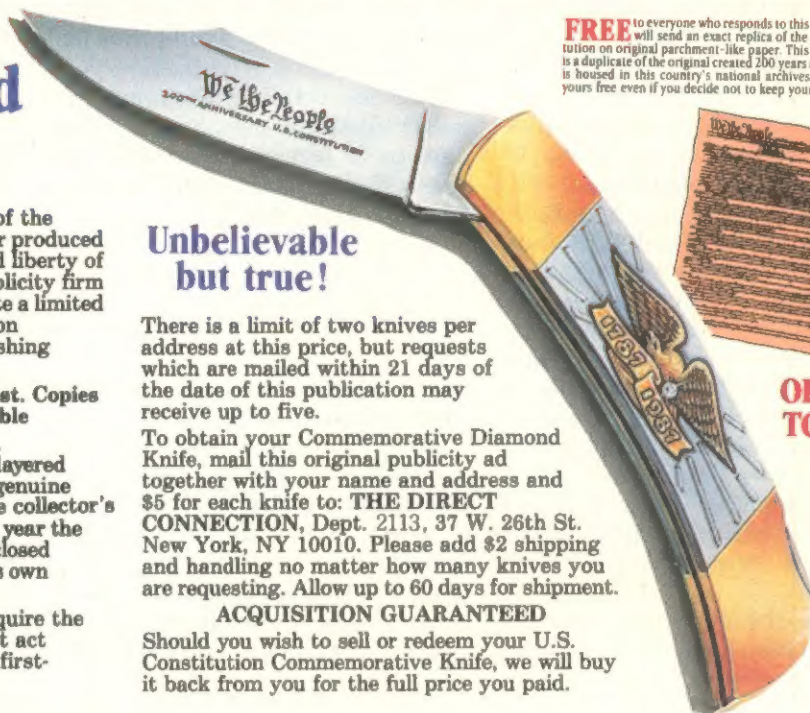 d
of the
r produced
d liberty of
licity firm
te a limited
on
shing
st. Copies
ble
layered
genuine
e collector's
year the
closed
s own
quire the
t act
first-
We the People
200TH ANNIVERSARY U.S. CONSTITUTION
Unbelievable
but true!
There is a limit of two knives per
address at this price, but requests
which are mailed within 21 days of
the date of this publication may
receive up to five.
To obtain your Commemorative Diamond
Knife, mail this original publicity ad
together with your name and address and
$5 for each knife to: THE DIRECT
CONNECTION, Dept. 2113, 37 W. 26th St.
New York, NY 10010. Please add $2 shipping
and handling no matter how many knives you
are requesting. Allow up to 60 days for shipment.
ACQUISITION GUARANTEED
Should you wish to sell or redeem your U.S.
Constitution Commemorative Knife, we will buy
it back from you for the full price you paid.
1787
1987
FREE to everyone who responds to this
will send an exact replica of the
tution on original parchment-like paper. This
is a duplicate of the original created 200 years
is housed in this country's national archives
yours free even if you decide not to keep your
We the People
TO